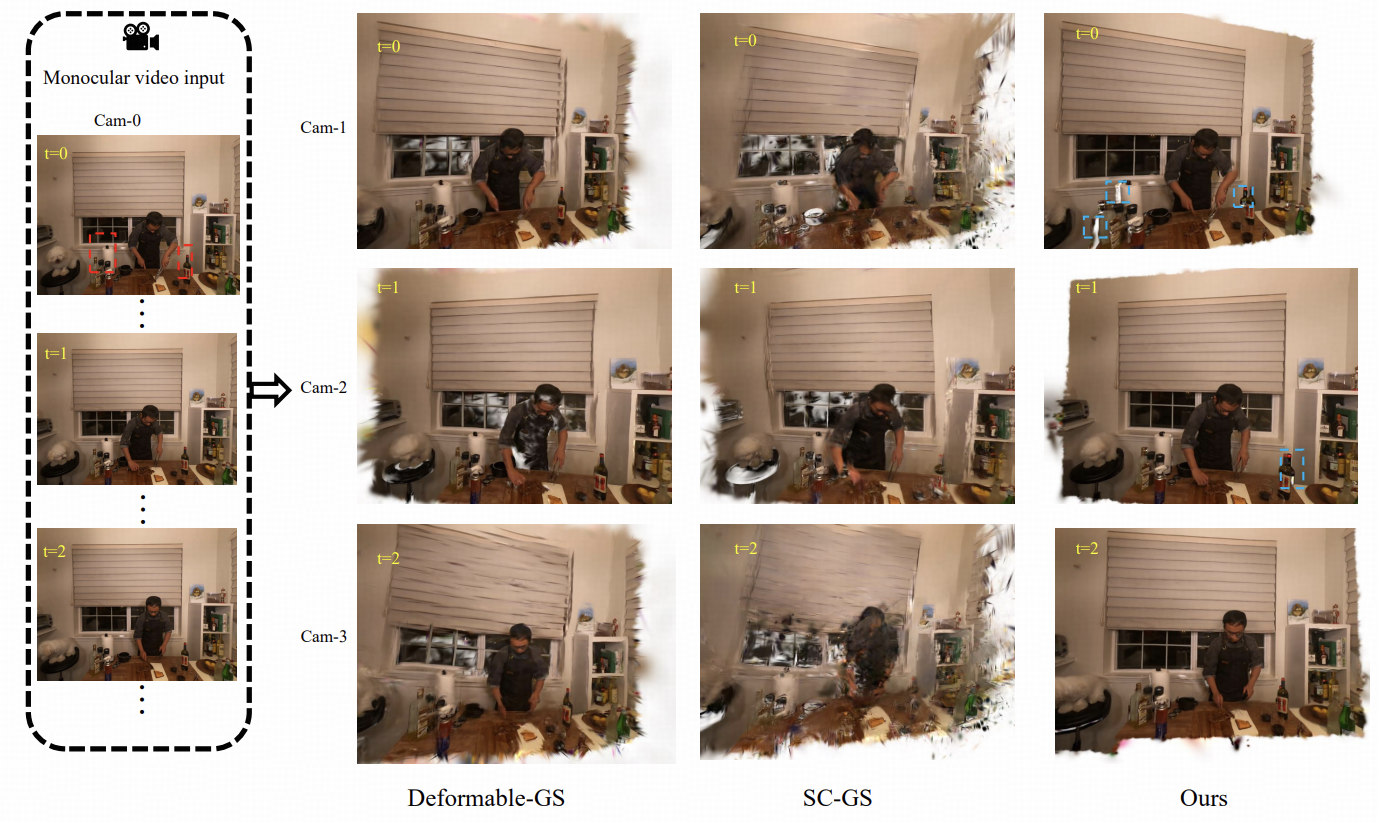 Monocular video input
Cam-0
t=0
t=1
t=2
Cam-1
t=0
t=0
t=0
Cam-2
t=1
t=1
t=1
Cam-3
t=2
t=2
t=2
Deformable-GS
SC-GS
Ours